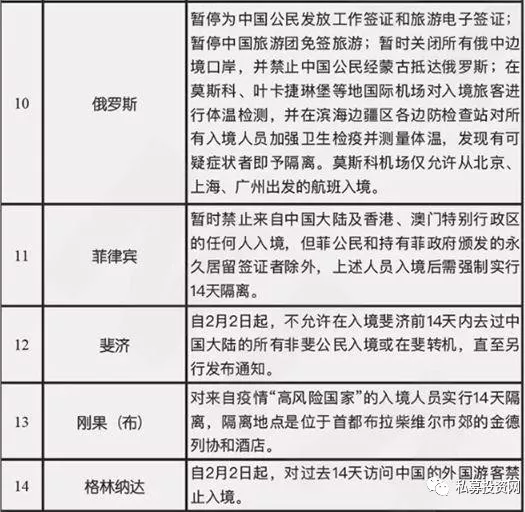 10
俄罗斯
暂停为中国公民发放工作签证和旅游电子签证;
暂停中国旅游团免签旅游; 暂时关闭所有俄中边
境口岸, 并禁止中国公民经蒙古抵达俄罗斯; 在
莫斯科、叶卡捷琳堡等地国际机场对入境旅客进
行体温检测, 并在滨海边疆区各边防检查站对所
有入境人员加强卫生检疫并测量体温, 发现有可
疑症状者即予隔离。莫斯科机场仅允许从北京、
上海、广州出发的航班入境。
11
菲律宾
暂时禁止来自中国大陆及香港、澳门特别行政区
的任何人入境, 但菲公民和持有菲政府颁发的永
久居留签证者除外, 上述人员入境后需强制实行
14天隔离。
12
斐济
自2月2日起, 不允许在入境斐济前14天内去过中
国大陆的所有非斐公民入境或在斐转机, 直至另
行发布通知。
13
刚果（布）
对来自疫情“高风险国家”的入境人员实行14天隔
离, 隔离地点是位于首都布拉柴维尔市郊的金德
列协和酒店。
14
格林纳达
自2月2日起, 对过去14天访问中国的外国游客禁
止入境。
私募投资网